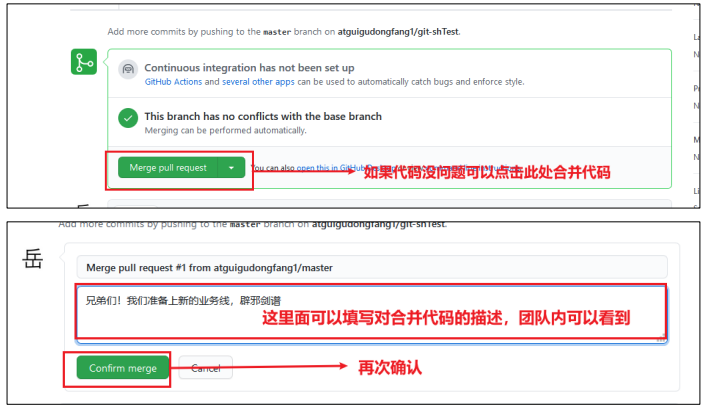 Add more commits by pushing to the master branch on atguigudongfang1/git-shTest.
Continuous integration has not been set up
GitHub Actions and several other apps can be used to automatically catch bugs and enforce style.
This branch has no conflicts with the base branch
Merging can be performed automatically.
Merge pull request
You can also open this in GitHub
如果代码没问题可以点击此处合并代码
Add more commits by pushing to the master branch on atguigudongfang1/git-shTest.
岳
Merge pull request #1 from atguigudongfang1/master
兄弟们！我们准备上新的业务线，辟邪剑谱
这里面可以填写对合并代码的描述，团队内可以看到
Confirm merge
Cancel
再次确认